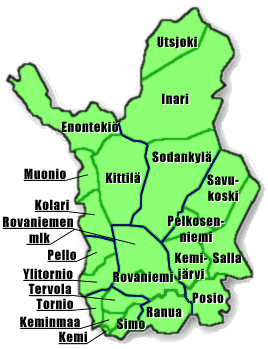 Utsjoki
Inari
Enontekiö
Sodankylä
Muonio
Kittilä
Savu-
koski
Kolari
Rovaniemen
mlk
Pelkosen-
niemi
Pello
Kemi-
järvi
Salla
Ylitornio
Rovaniemi
Tervola
Posio
Tornio
Ranua
Keminmaa
Simo
Kemi